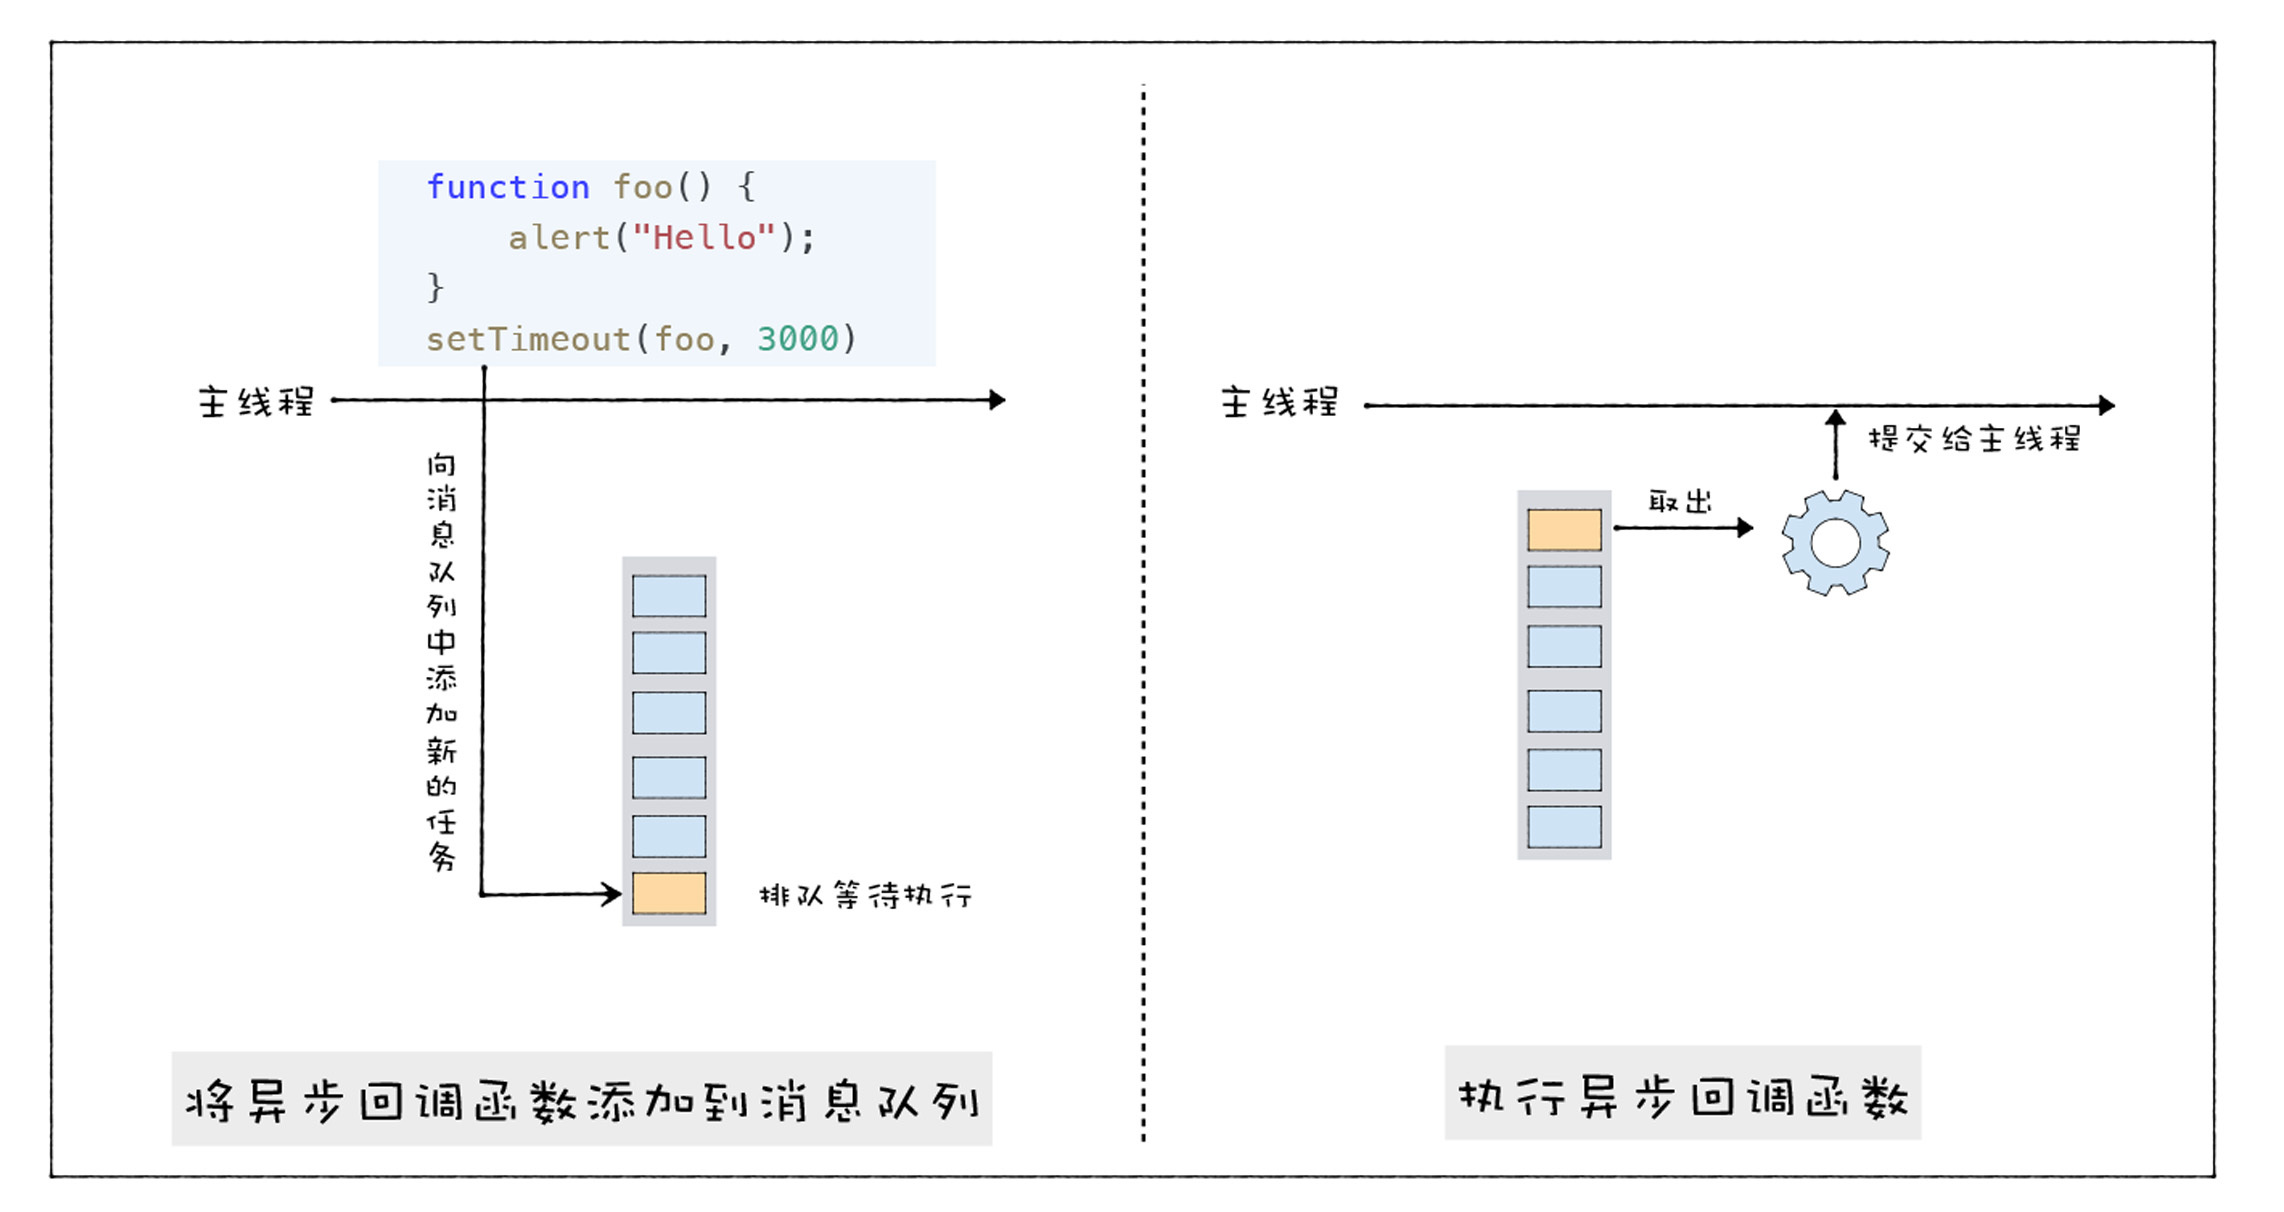 function foo() {
    alert("Hello");
}
setTimeout(foo, 3000)
主线程
向消息队列中添加新的任务
排队等待执行
将异步回调函数添加到消息队列
主线程
提交给主线程
取出
执行异步回调函数